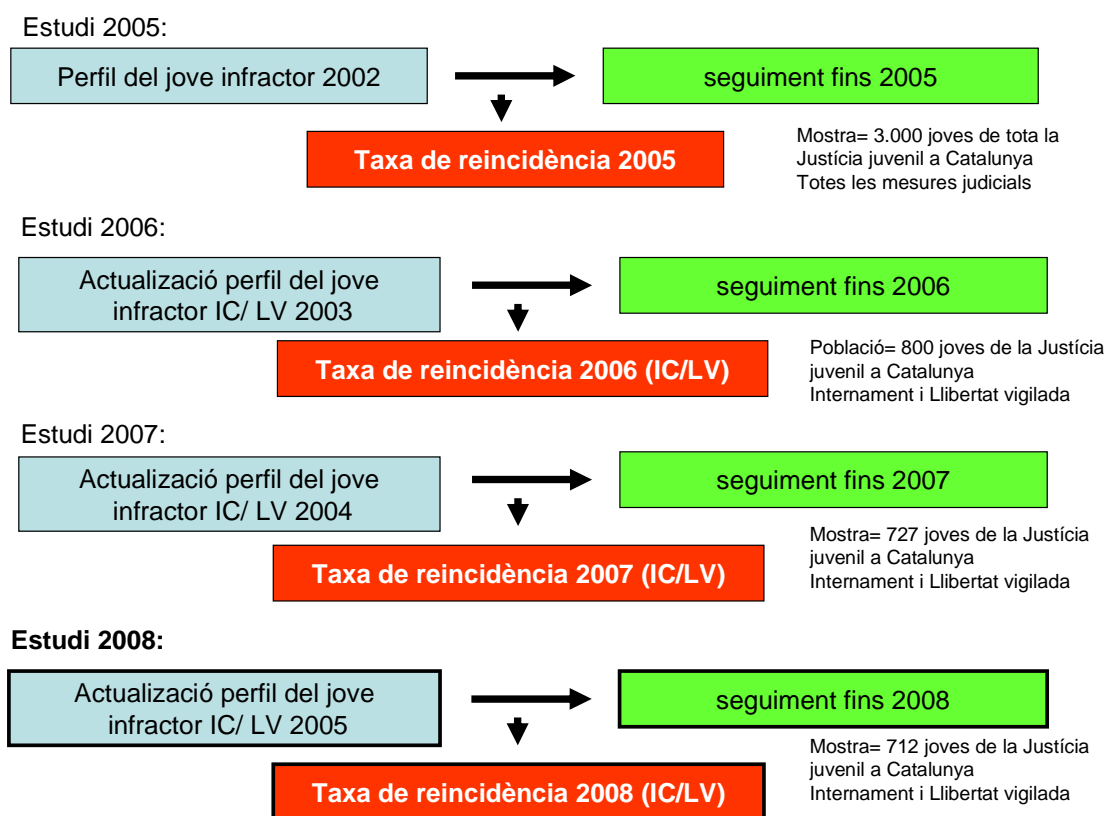 Estudi 2005:
Perfil del jove infractor 2002
seguiment fins 2005
Taxa de reincidència 2005
Mostra= 3.000 joves de tota la
Justícia juvenil a Catalunya
Totes les mesures judicials
Estudi 2006:
Actualizació perfil del jove
infractor IC/ LV 2003
seguiment fins 2006
Taxa de reincidència 2006 (IC/LV)
Població= 800 joves de la Justícia
juvenil a Catalunya
Internament i Llibertat vigilada
Estudi 2007:
Actualizació perfil del jove
infractor IC/ LV 2004
seguiment fins 2007
Taxa de reincidència 2007 (IC/LV)
Mostra= 727 joves de la Justícia
juvenil a Catalunya
Internament i Llibertat vigilada
Estudi 2008:
Actualizació perfil del jove
infractor IC/ LV 2005
seguiment fins 2008
Taxa de reincidència 2008 (IC/LV)
Mostra= 712 joves de la Justícia
juvenil a Catalunya
Internament i Llibertat vigilada